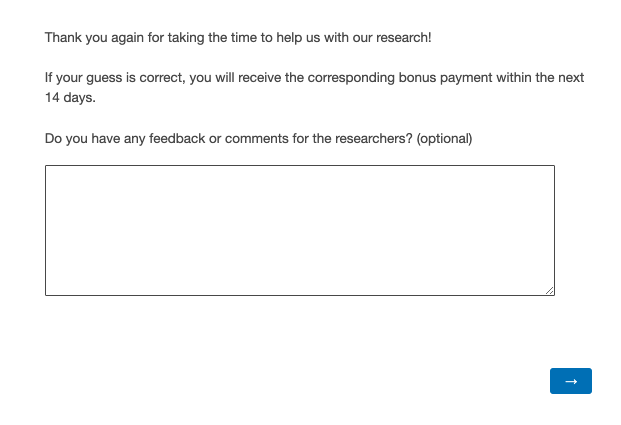 Thank you again for taking the time to help us with our research!
If your guess is correct, you will receive the corresponding bonus payment within the next
14 days.
Do you have any feedback or comments for the researchers? (optional)
→